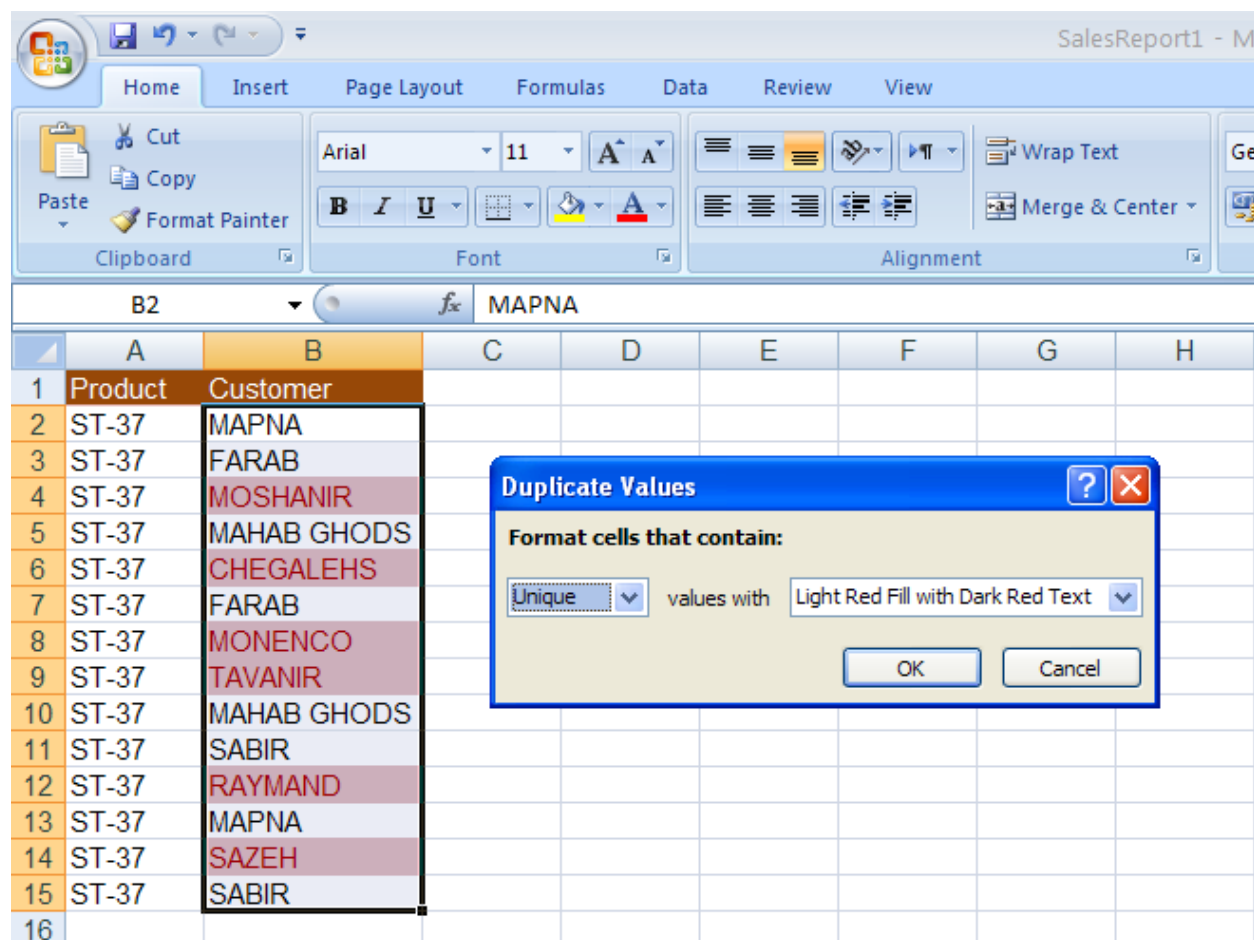 SalesReport1 - M
Home Insert Page Layout Formulas Data Review View
Cut
Copy
Format Painter
Paste
Clipboard
Arial 11 A A
B I U A
Font
Wrap Text
Merge & Center
Alignment
Ge
B2 fx MAPNA
A B C D E F G H
1 Product Customer
2 ST-37 MAPNA
3 ST-37 FARAB
4 ST-37 MOSHANIR
5 ST-37 MAHAB GHODS
6 ST-37 CHEGALEHS
7 ST-37 FARAB
8 ST-37 MONENCO
9 ST-37 TAVANIR
10 ST-37 MAHAB GHODS
11 ST-37 SABIR
12 ST-37 RAYMAND
13 ST-37 MAPNA
14 ST-37 SAZEH
15 ST-37 SABIR
16
Duplicate Values ?
Format cells that contain:
Unique values with Light Red Fill with Dark Red Text
OK Cancel